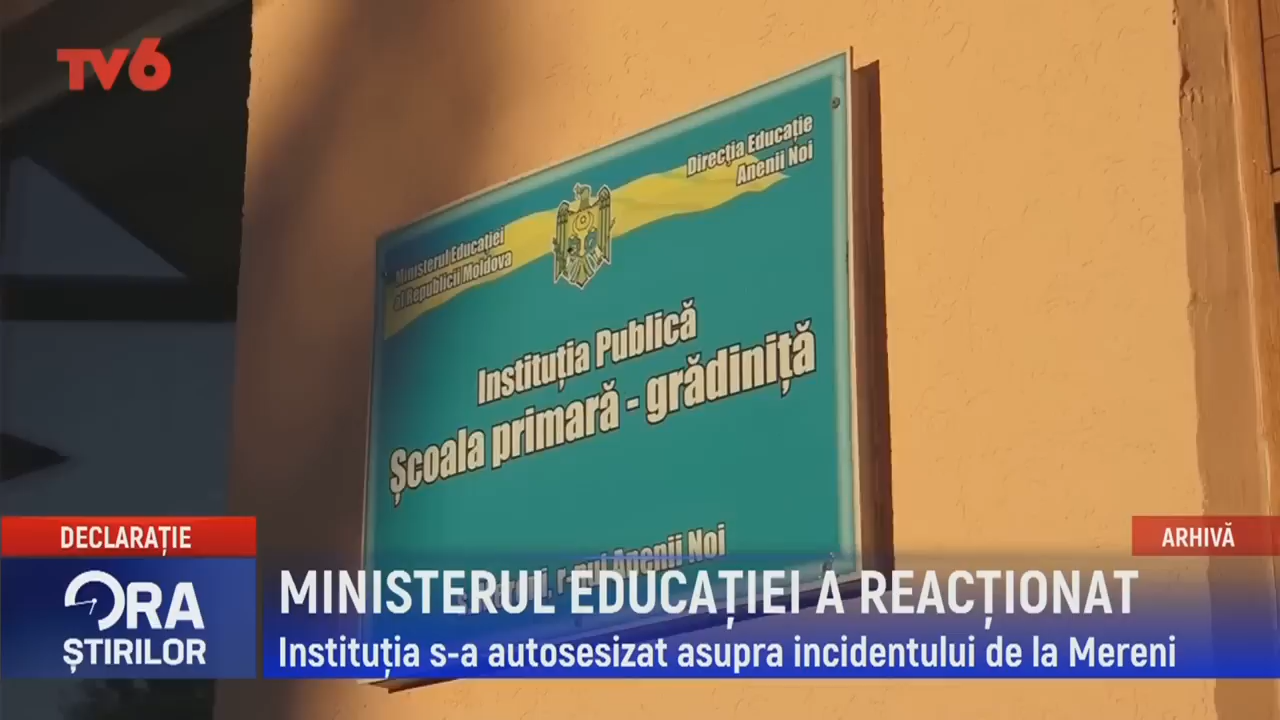 TV6
Direcția Educație
Anenii Noi
Ministerul Educației
al Republicii Moldova
Instituția Publică
Școala primară - grădiniță
r-nul Anenii Noi
DECLARAȚIE
ARHIVĂ
ORA
ȘTIRILOR
MINISTERUL EDUCAȚIEI A REACȚIONAT
Instituția s-a autosesizat asupra incidentului de la Mereni